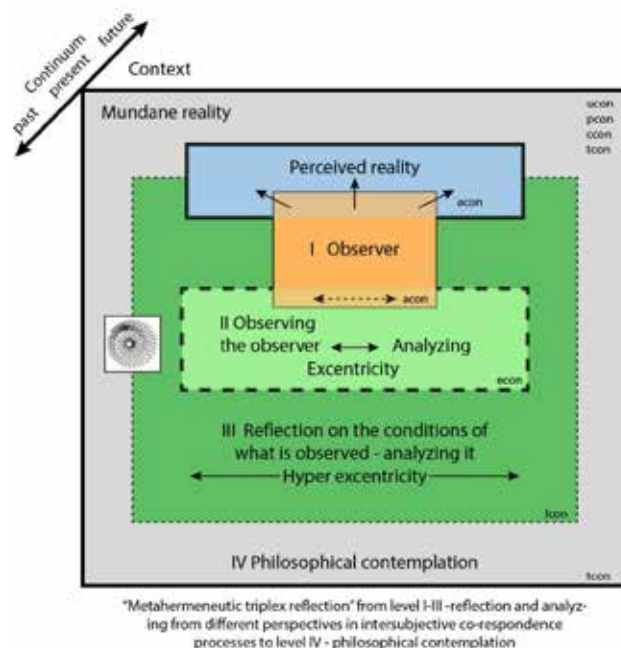 future
present
past
Continuum
Context
Mundane reality
ucon
pcon
ccon
tcon
Perceived reality
acon
I Observer
acon
II Observing
the observer
Analyzing
Excentricity
econ
III Reflection on the conditions of
what is observed - analyzing it
Hyper excentricity
IV Philosophical contemplation
"Metahermeneutic triplex reflection" from level I-III -reflection and analyz-
ing from different perspectives in intersubjective co-respondence
processes to level IV - philosophical contemplation